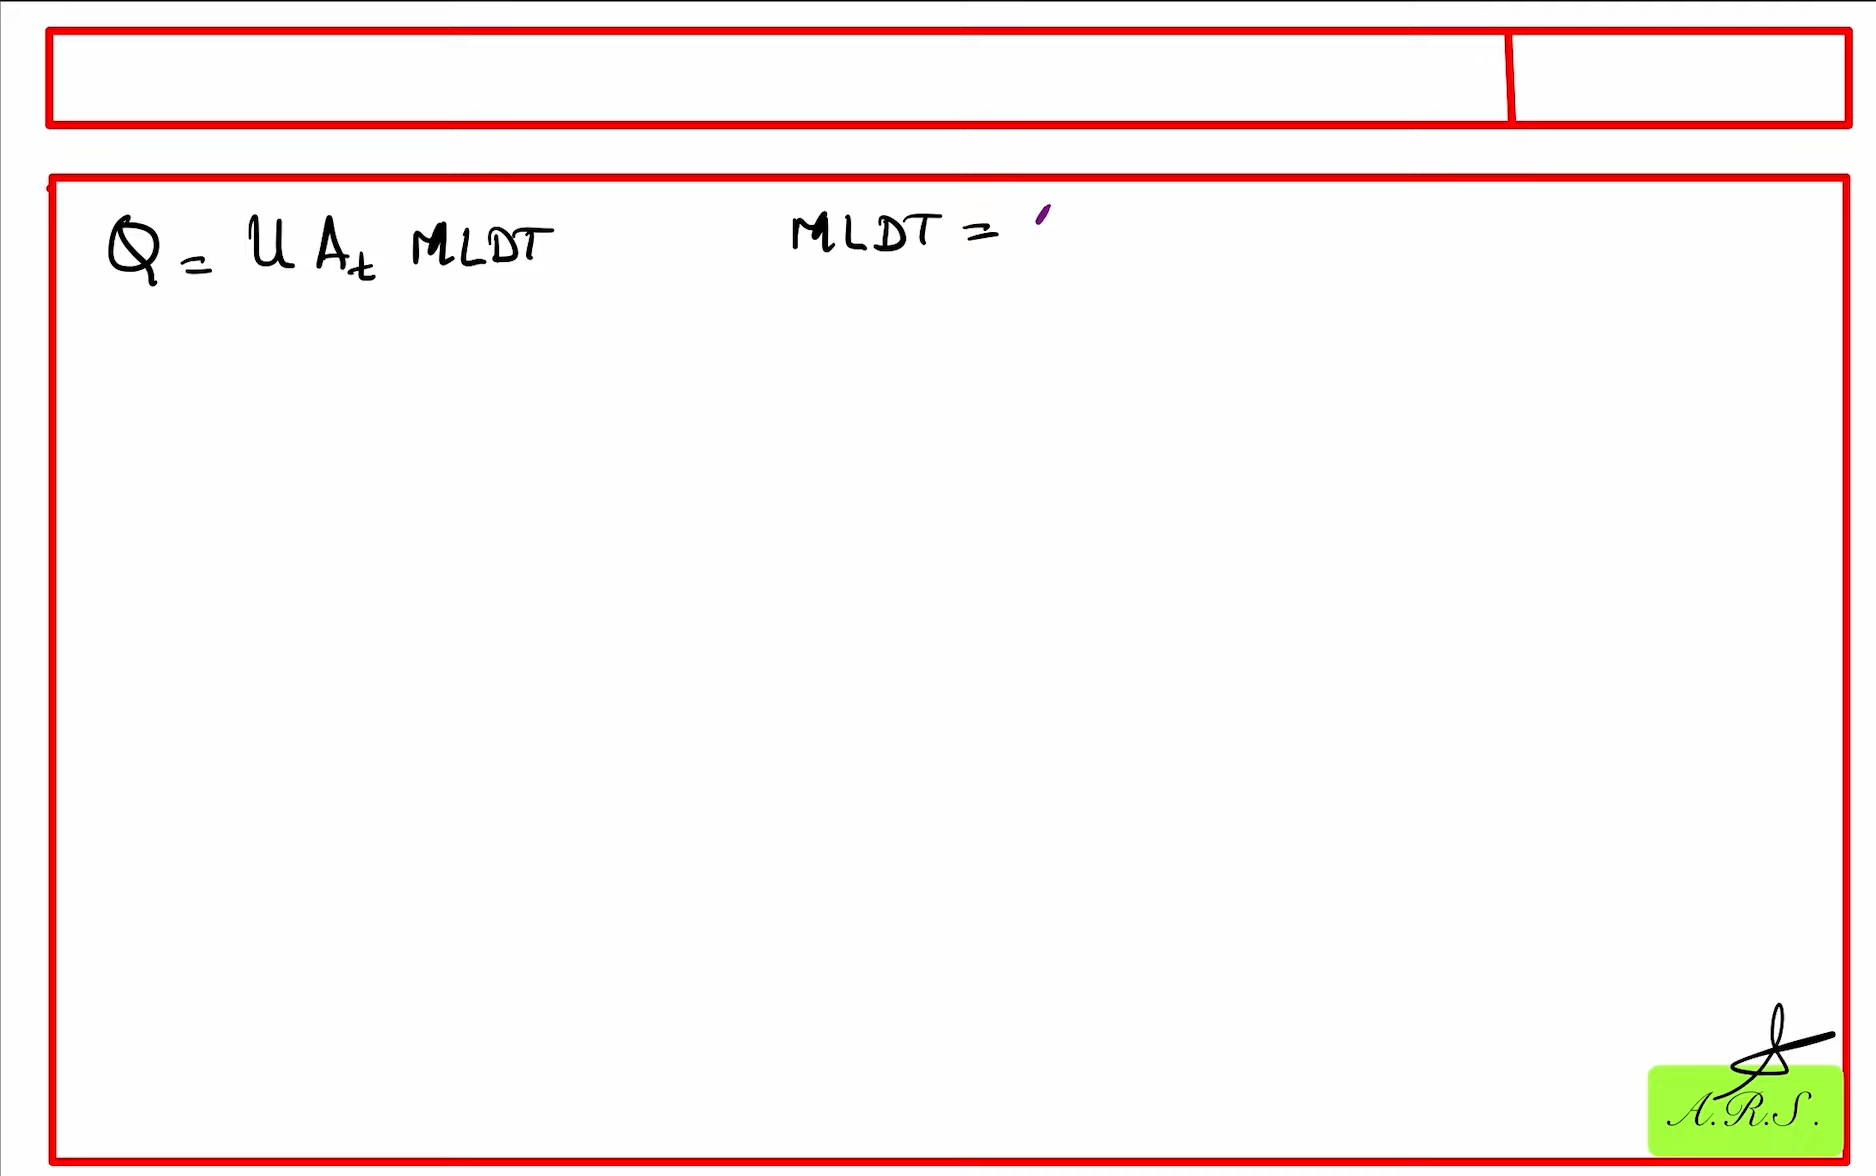 Q = U Aₜ MLDT
MLDT =
A.R.S.